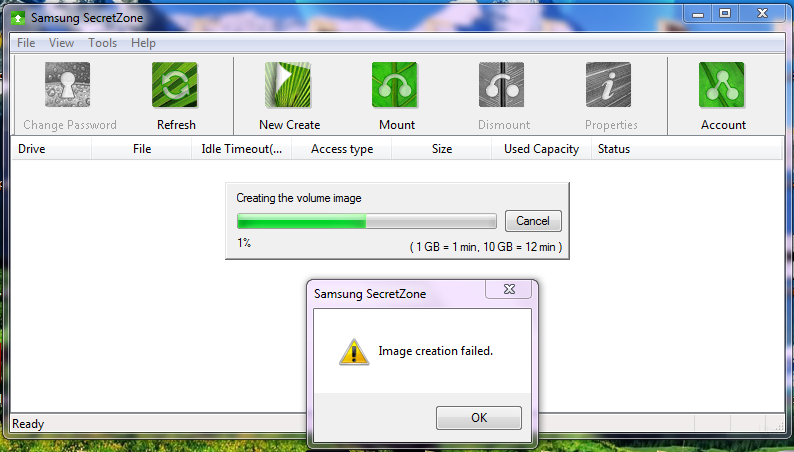 Samsung SecretZone
File View Tools Help
Change Password Refresh New Create Mount Dismount Properties Account
Drive File Idle Timeout(... Access type Size Used Capacity Status
Creating the volume image
Cancel
1% ( 1 GB = 1 min, 10 GB = 12 min )
Samsung SecretZone
Image creation failed.
OK
Ready